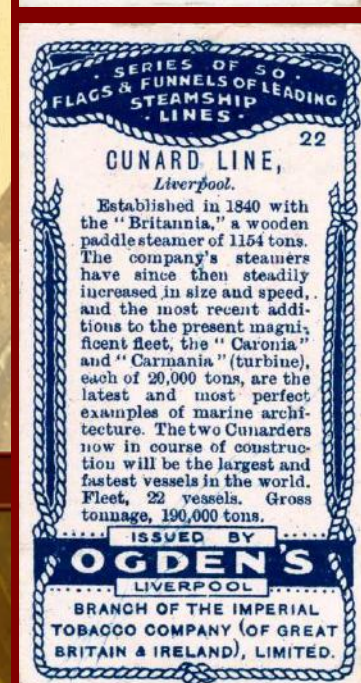 SERIES OF 50
FLAGS & FUNNELS OF LEADING
STEAMSHIP
· LINES ·
22
CUNARD LINE,
Liverpool.
Established in 1840 with
the "Britannia," a wooden
paddle steamer of 1154 tons.
The company's steamers
have since then steadily
increased in size and speed,
and the most recent addi-
tions to the present magni-
ficent fleet, the "Caronia"
and "Carmania" (turbine),
each of 20,000 tons, are the
latest and most perfect
examples of marine archi-
tecture. The two Cunarders
now in course of construc-
tion will be the largest and
fastest vessels in the world.
Fleet, 22 vessels. Gross
tonnage, 190,000 tons.
ISSUED BY
OGDEN'S
LIVERPOOL
BRANCH OF THE IMPERIAL
TOBACCO COMPANY (OF GREAT
BRITAIN & IRELAND), LIMITED.